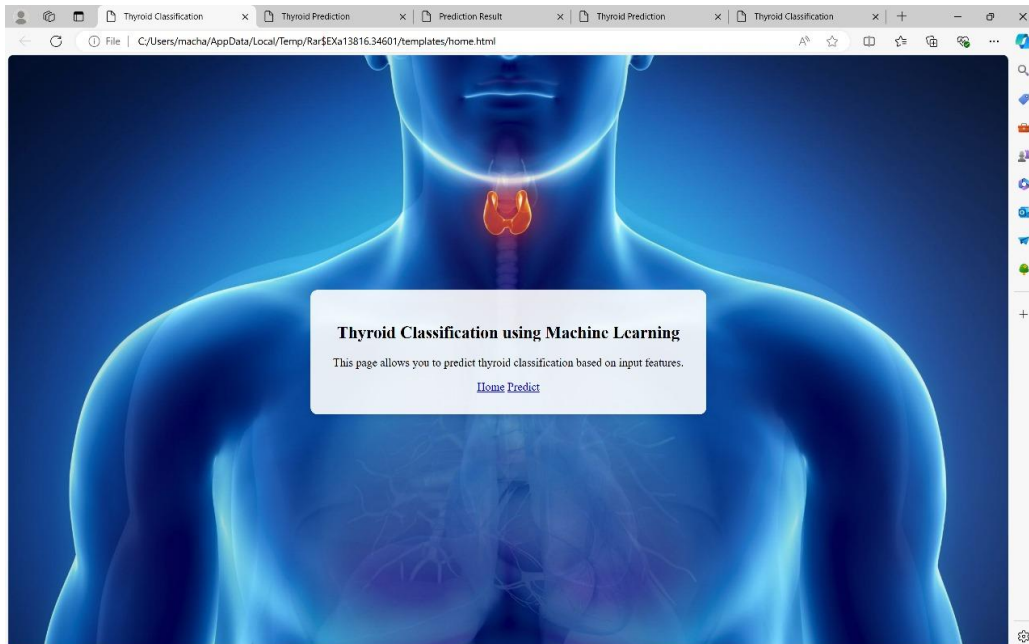 Thyroid Classification
Thyroid Prediction
Prediction Result
Thyroid Prediction
Thyroid Classification
File
C:/Users/macha/AppData/Local/Temp/Rar$EXa13816.34601/templates/home.html
Thyroid Classification using Machine Learning
This page allows you to predict thyroid classification based on input features.
Home Predict